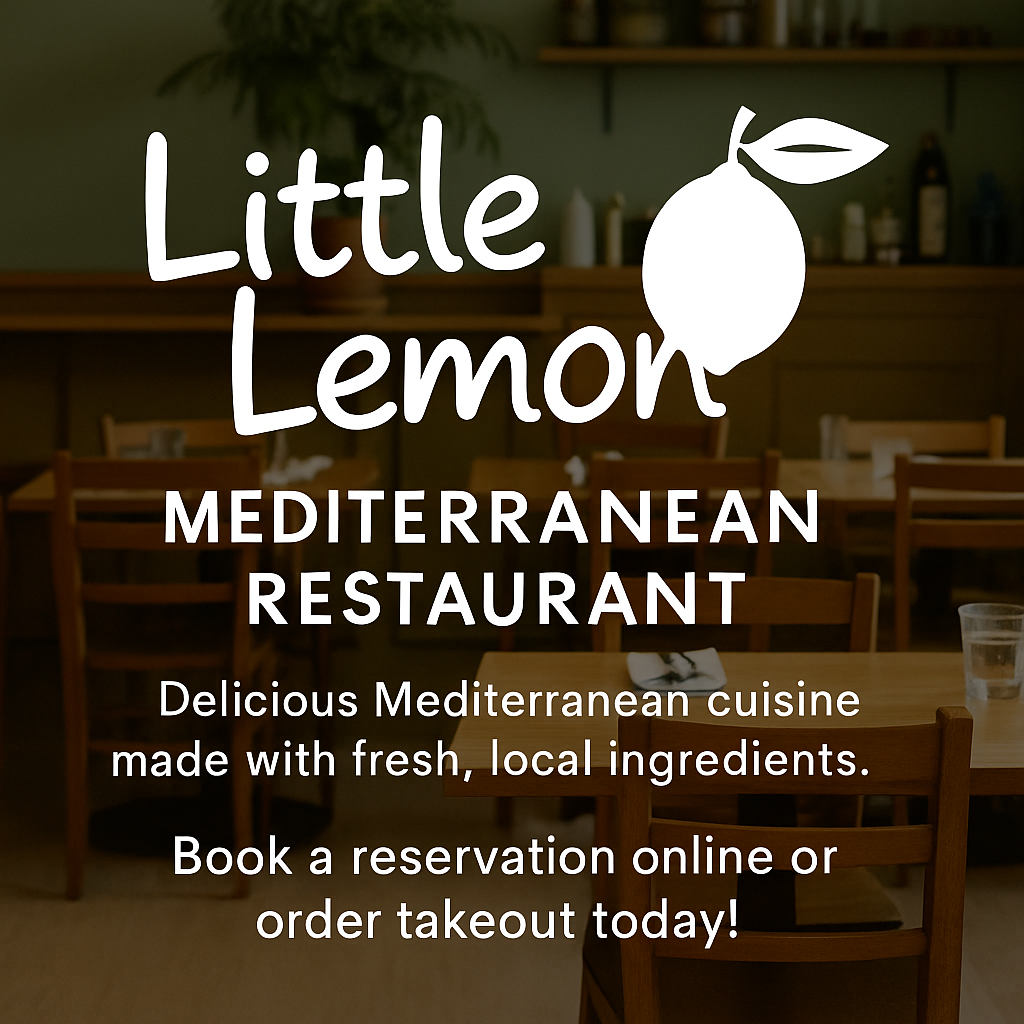 Little
Lemon
MEDITERRANEAN
RESTAURANT
Delicious Mediterranean cuisine
made with fresh, local ingredients.
Book a reservation online or
order takeout today!